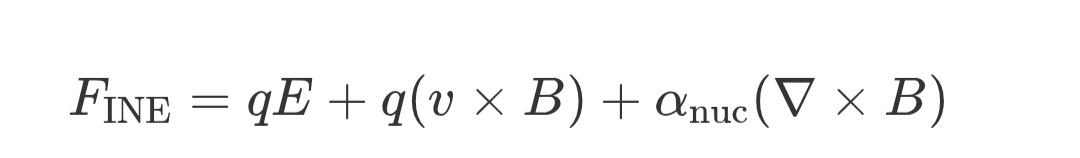 F_INE = qE + q(v × B) + α_nuc(∇ × B)